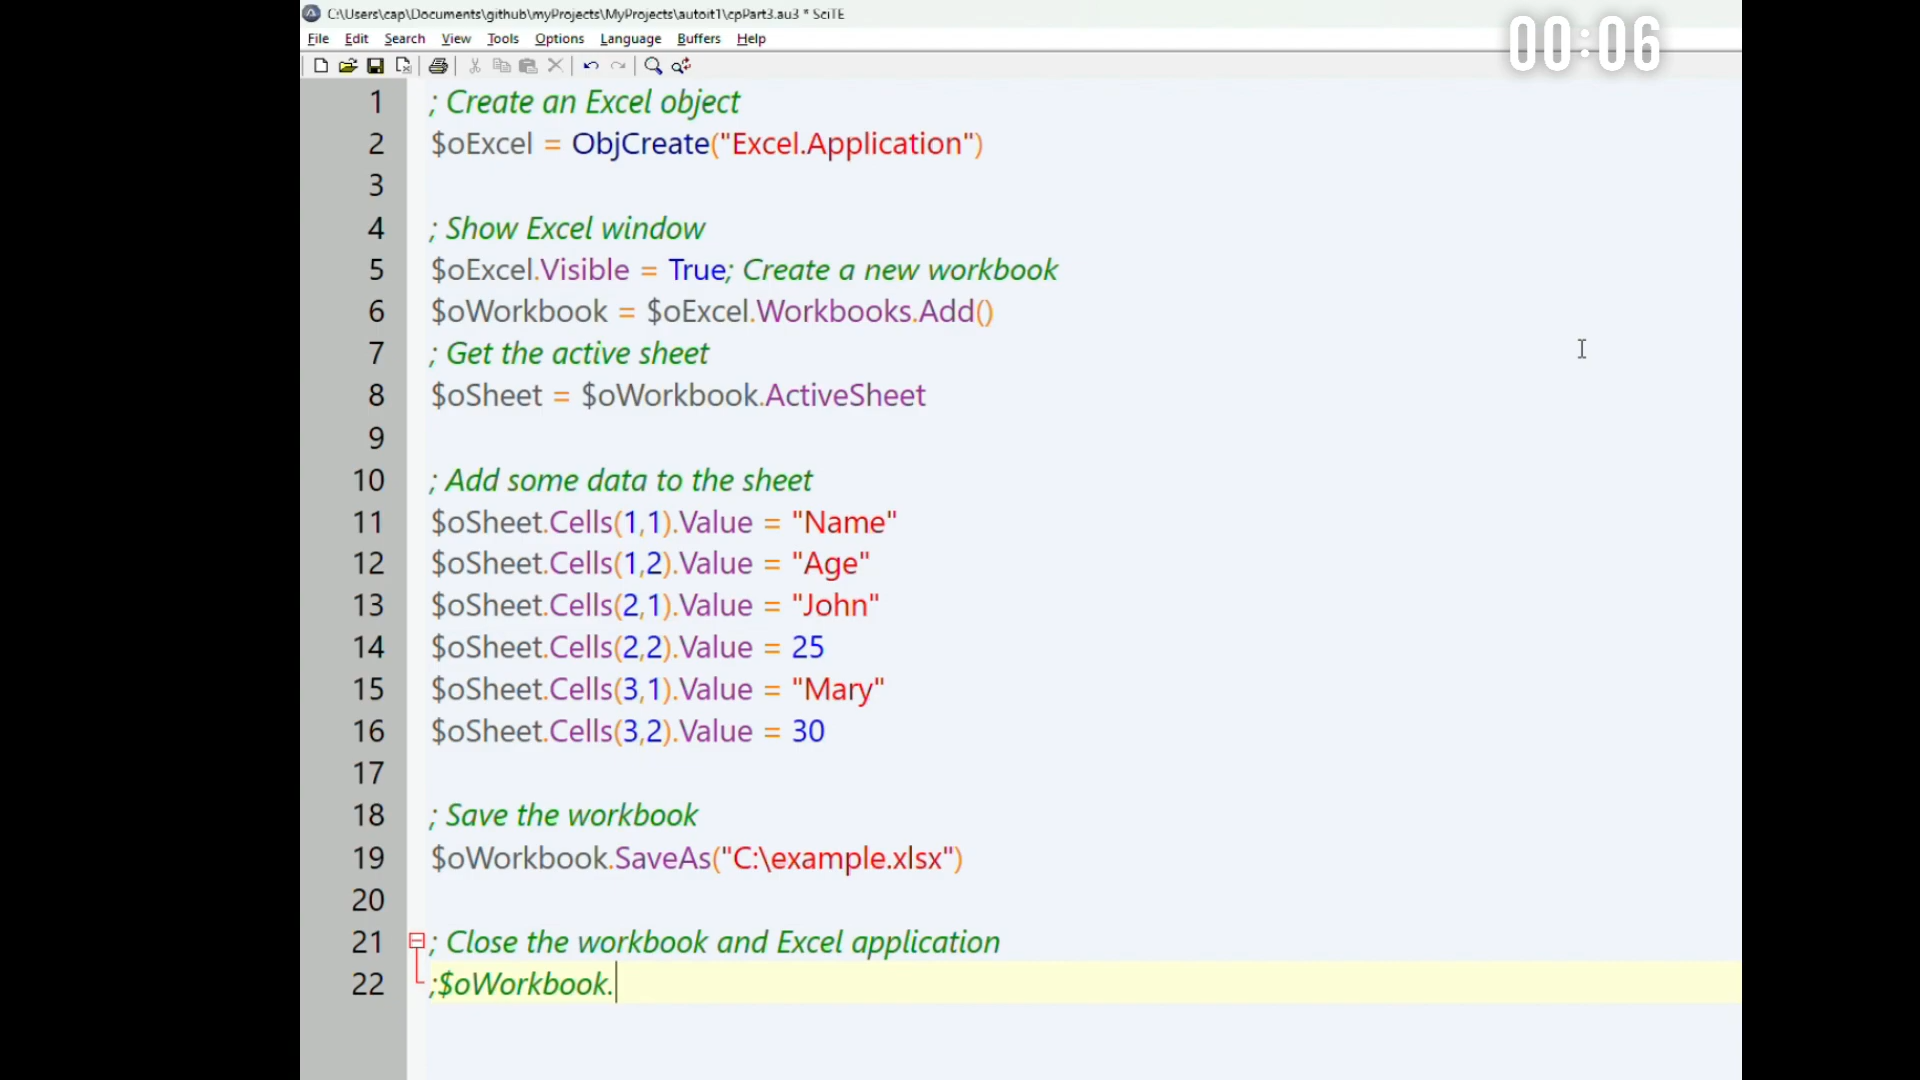 C:\Users\cap\Documents\github\myProjects\MyProjects\autoit1\cpPart3.au3 * SciTE
00:06
File Edit Search View Tools Options Language Buffers Help
1 ; Create an Excel object
2 $oExcel = ObjCreate("Excel.Application")
3
4 ; Show Excel window
5 $oExcel.Visible = True; Create a new workbook
6 $oWorkbook = $oExcel.Workbooks.Add()
7 ; Get the active sheet
8 $oSheet = $oWorkbook.ActiveSheet
9
10 ; Add some data to the sheet
11 $oSheet.Cells(1,1).Value = "Name"
12 $oSheet.Cells(1,2).Value = "Age"
13 $oSheet.Cells(2,1).Value = "John"
14 $oSheet.Cells(2,2).Value = 25
15 $oSheet.Cells(3,1).Value = "Mary"
16 $oSheet.Cells(3,2).Value = 30
17
18 ; Save the workbook
19 $oWorkbook.SaveAs("C:\example.xlsx")
20
21 ; Close the workbook and Excel application
22 ;$oWorkbook.